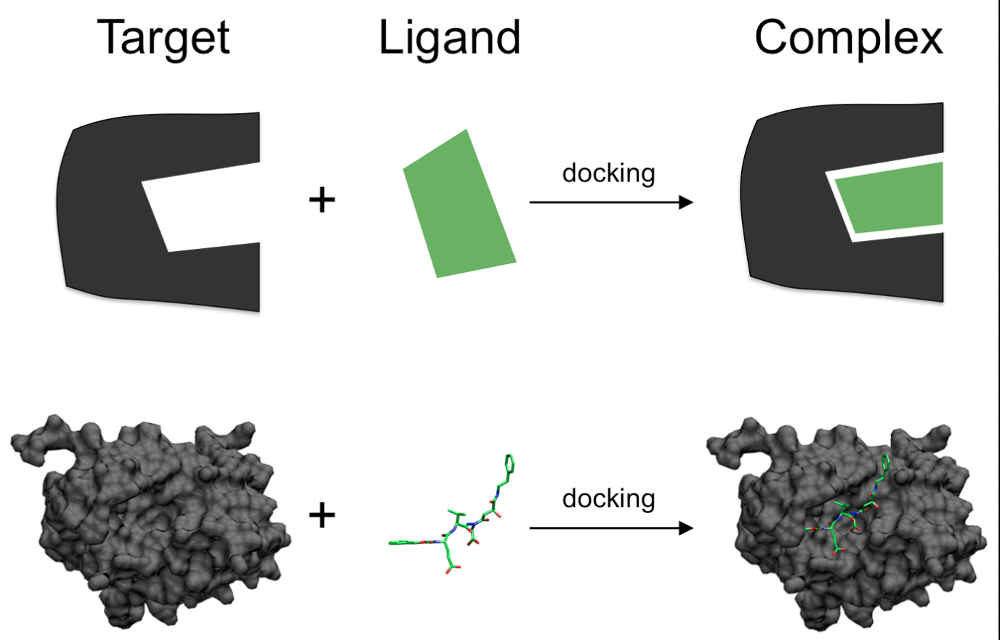 Target
Ligand
Complex
+
docking
+
docking